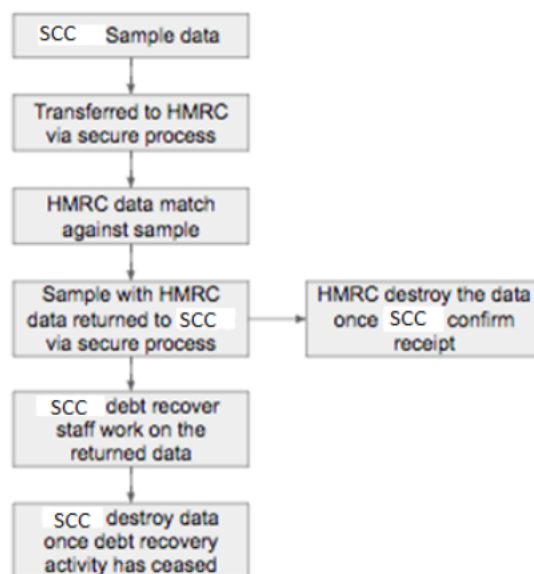 SCC Sample data
Transferred to HMRC
via secure process
HMRC data match
against sample
Sample with HMRC
data returned to SCC
via secure process
HMRC destroy the data
once SCC confirm
receipt
SCC debt recover
staff work on the
returned data
SCC destroy data
once debt recovery
activity has ceased